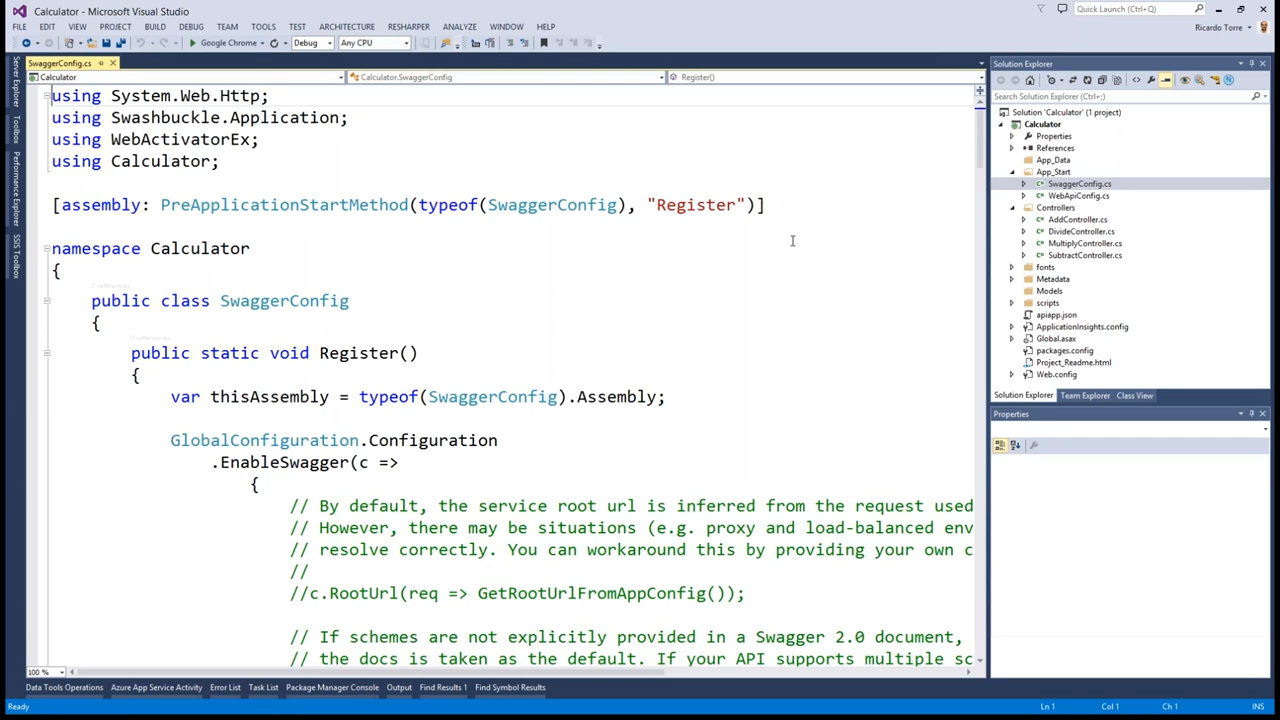 Calculator - Microsoft Visual Studio
Quick Launch (Ctrl+Q)
FILE EDIT VIEW PROJECT BUILD DEBUG TEAM TOOLS TEST ARCHITECTURE RESHARPER ANALYZE WINDOW HELP
Ricardo Torre
Google Chrome Debug Any CPU
SwaggerConfig.cs
Calculator Calculator.SwaggerConfig Register()
Server Explorer
Toolbox
Performance Explorer
SSIS Toolbox
using System.Web.Http;
using Swashbuckle.Application;
using WebActivatorEx;
using Calculator;
[assembly: PreApplicationStartMethod(typeof(SwaggerConfig), "Register")]
namespace Calculator
{
public class SwaggerConfig
{
public static void Register()
{
var thisAssembly = typeof(SwaggerConfig).Assembly;
GlobalConfiguration.Configuration
.EnableSwagger(c =>
{
// By default, the service root url is inferred from the request used
// However, there may be situations (e.g. proxy and load-balanced env
// resolve correctly. You can workaround this by providing your own c
//
//c.RootUrl(req => GetRootUrlFromAppConfig());
// If schemes are not explicitly provided in a Swagger 2.0 document,
// the docs is taken as the default. If your API supports multiple sc
100 %
Solution Explorer
Search Solution Explorer (Ctrl+;)
Solution 'Calculator' (1 project)
Calculator
Properties
References
App_Data
App_Start
SwaggerConfig.cs
WebApiConfig.cs
Controllers
AddController.cs
DivideController.cs
MultiplyController.cs
SubtractController.cs
fonts
Metadata
Models
scripts
apiapp.json
ApplicationInsights.config
Global.asax
packages.config
Project_Readme.html
Web.config
Solution Explorer Team Explorer Class View
Properties
Data Tools Operations Azure App Service Activity Error List Task List Package Manager Console Output Find Results 1 Find Symbol Results
Ready Ln 1 Col 1 Ch 1 INS